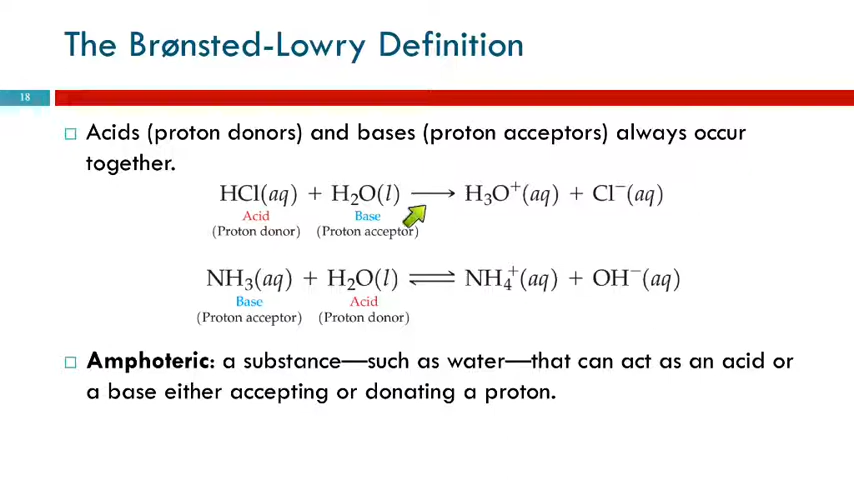 The Brønsted-Lowry Definition
18
□ Acids (proton donors) and bases (proton acceptors) always occur
together.
HCl(aq) + H₂O(l) ⟶ H₃O⁺(aq) + Cl⁻(aq)
Acid Base
(Proton donor) (Proton acceptor)
NH₃(aq) + H₂O(l) ⇌ NH₄⁺(aq) + OH⁻(aq)
Base Acid
(Proton acceptor) (Proton donor)
□ Amphoteric: a substance—such as water—that can act as an acid or
a base either accepting or donating a proton.